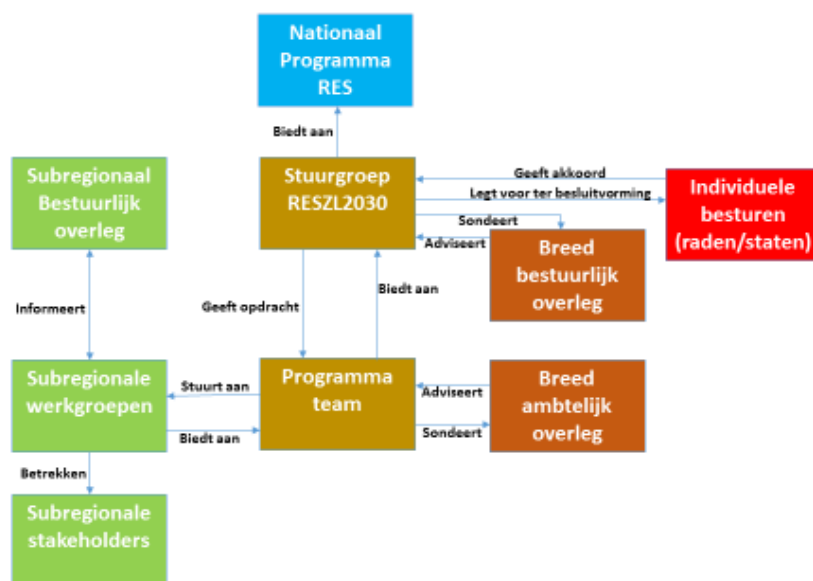 Nationaal
Programma
RES
Biedt aan
Subregionaal
Bestuurlijk
overleg
Stuurgroep
RESZL2030
Geeft akkoord
Legt voor ter besluitvorming
Individuele
besturen
(raden/staten)
Sondeert
Adviseert
Breed
bestuurlijk
overleg
Informeert
Geeft opdracht
Biedt aan
Subregionale
werkgroepen
Stuurt aan
Biedt aan
Programma
team
Adviseert
Sondeert
Breed
ambtelijk
overleg
Betrekken
Subregionale
stakeholders